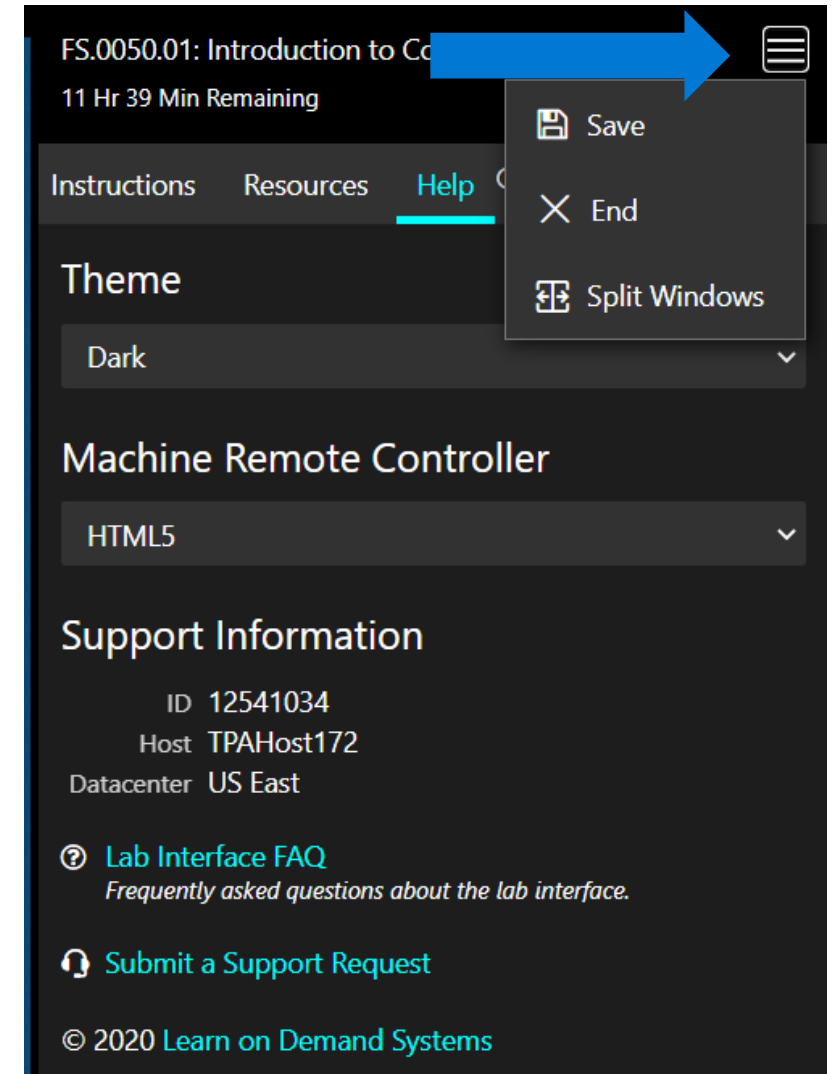 FS.0050.01: Introduction to
11 Hr 39 Min Remaining
Save
End
Split Windows
Instructions Resources Help
Theme
Dark
Machine Remote Controller
HTML5
Support Information
ID 12541034
Host TPAHost172
Datacenter US East
Lab Interface FAQ
Frequently asked questions about the lab interface.
Submit a Support Request
© 2020 Learn on Demand Systems